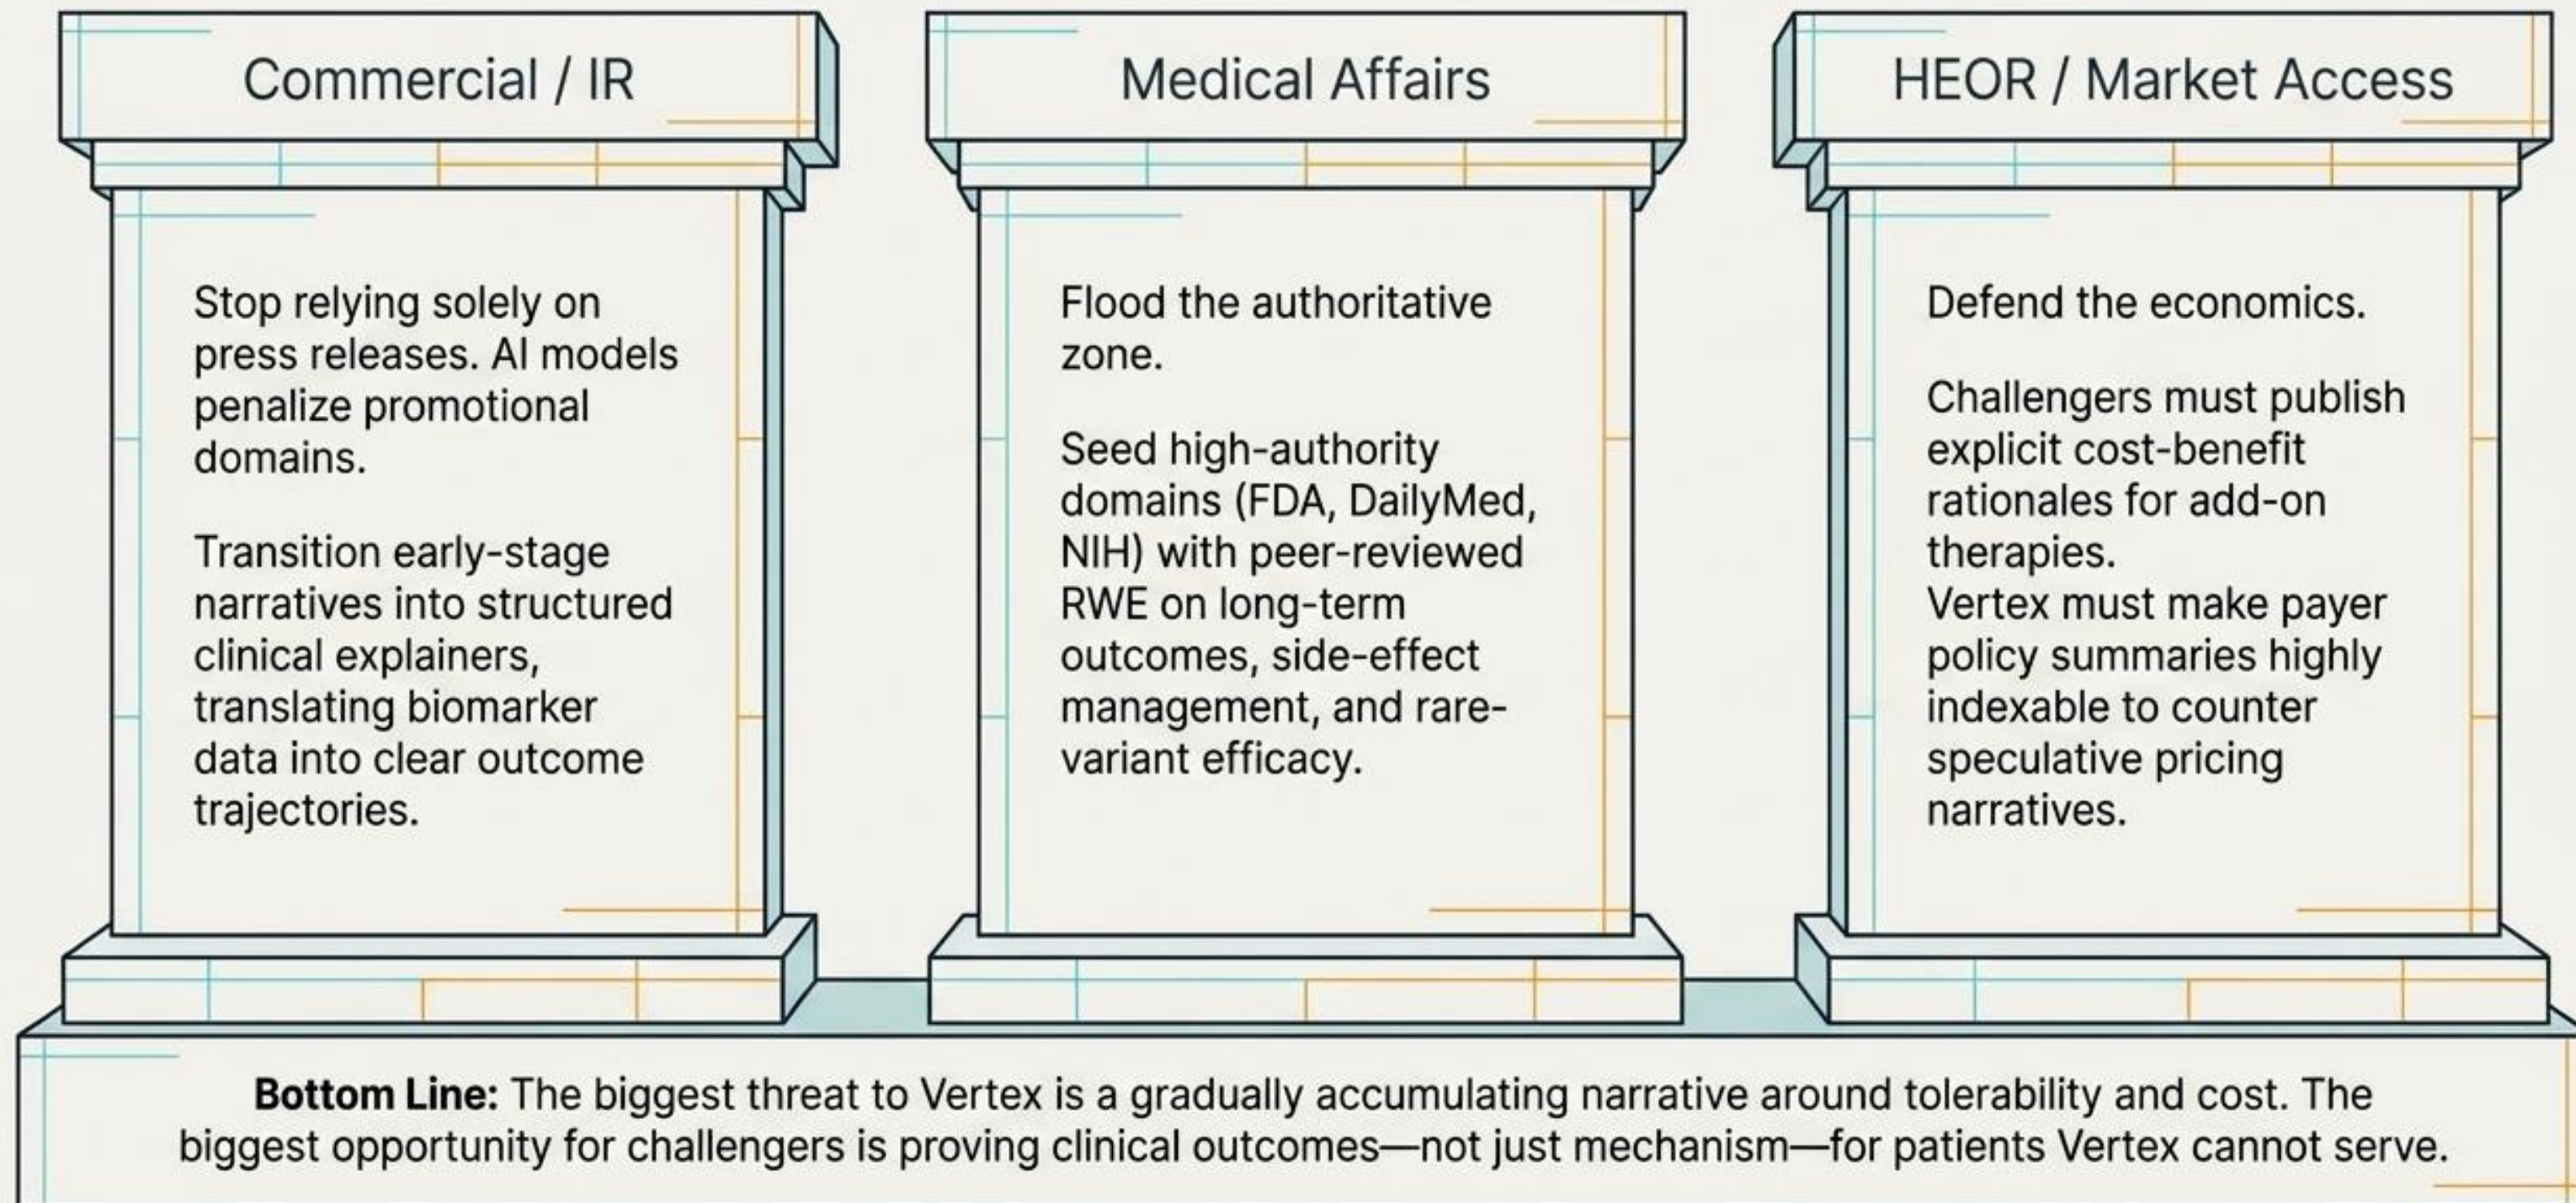 Commercial / IR
Stop relying solely on
press releases. AI models
penalize promotional
domains.
Transition early-stage
narratives into structured
clinical explainers,
translating biomarker
data into clear outcome
trajectories.
Medical Affairs
Flood the authoritative
zone.
Seed high-authority
domains (FDA, DailyMed,
NIH) with peer-reviewed
RWE on long-term
outcomes, side-effect
management, and rare-
variant efficacy.
HEOR / Market Access
Defend the economics.
Challengers must publish
explicit cost-benefit
rationales for add-on
therapies.
Vertex must make payer
policy summaries highly
indexable to counter
speculative pricing
narratives.
Bottom Line: The biggest threat to Vertex is a gradually accumulating narrative around tolerability and cost. The
biggest opportunity for challengers is proving clinical outcomes—not just mechanism—for patients Vertex cannot serve.